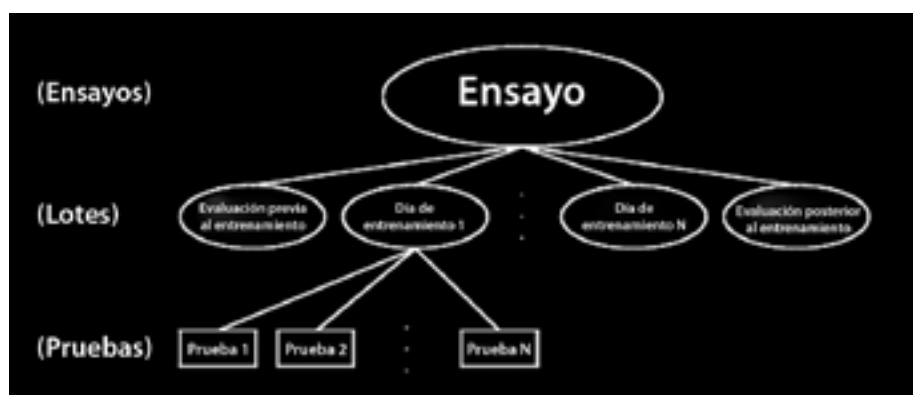 (Ensayos)
Ensayo
(Lotes)
Evaluación previa
al entrenamiento
Día de
entrenamiento 1
Día de
entrenamiento N
Evaluación posterior
al entrenamiento
(Pruebas)
Prueba 1
Prueba 2
Prueba N